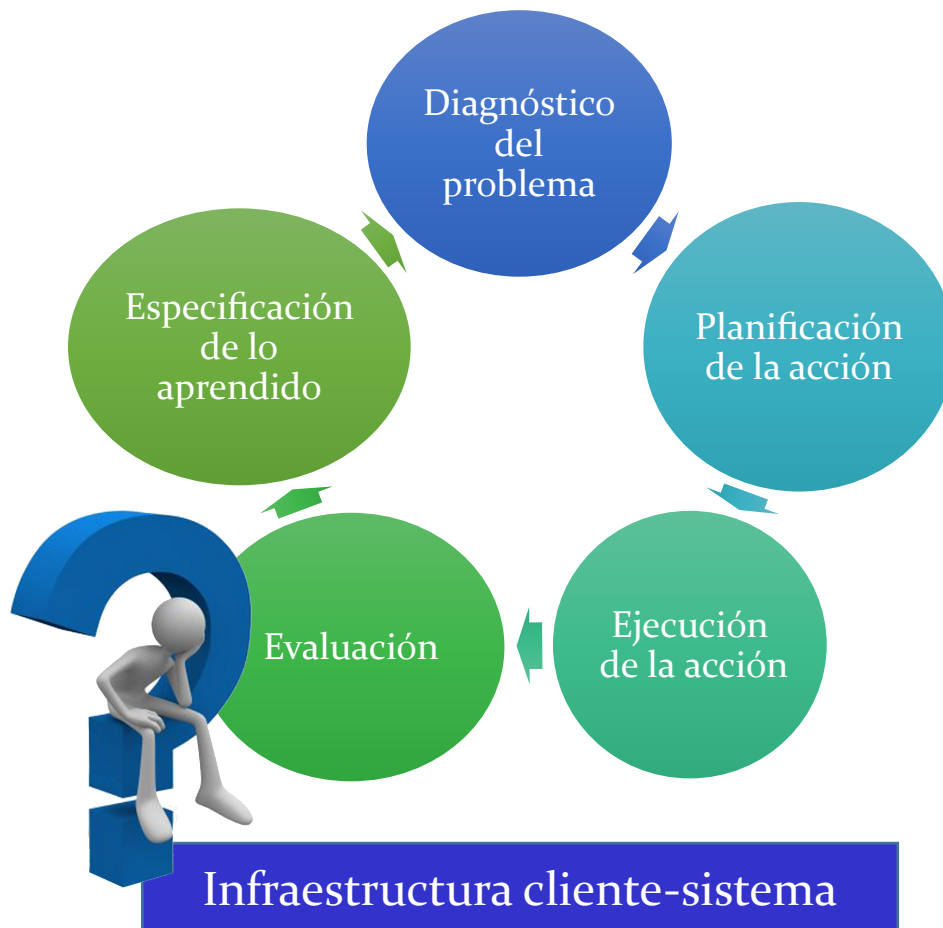 Diagnóstico
del
problema
Planificación
de la acción
Ejecución
de la acción
Evaluación
Especificación
de lo
aprendido
Infraestructura cliente-sistema